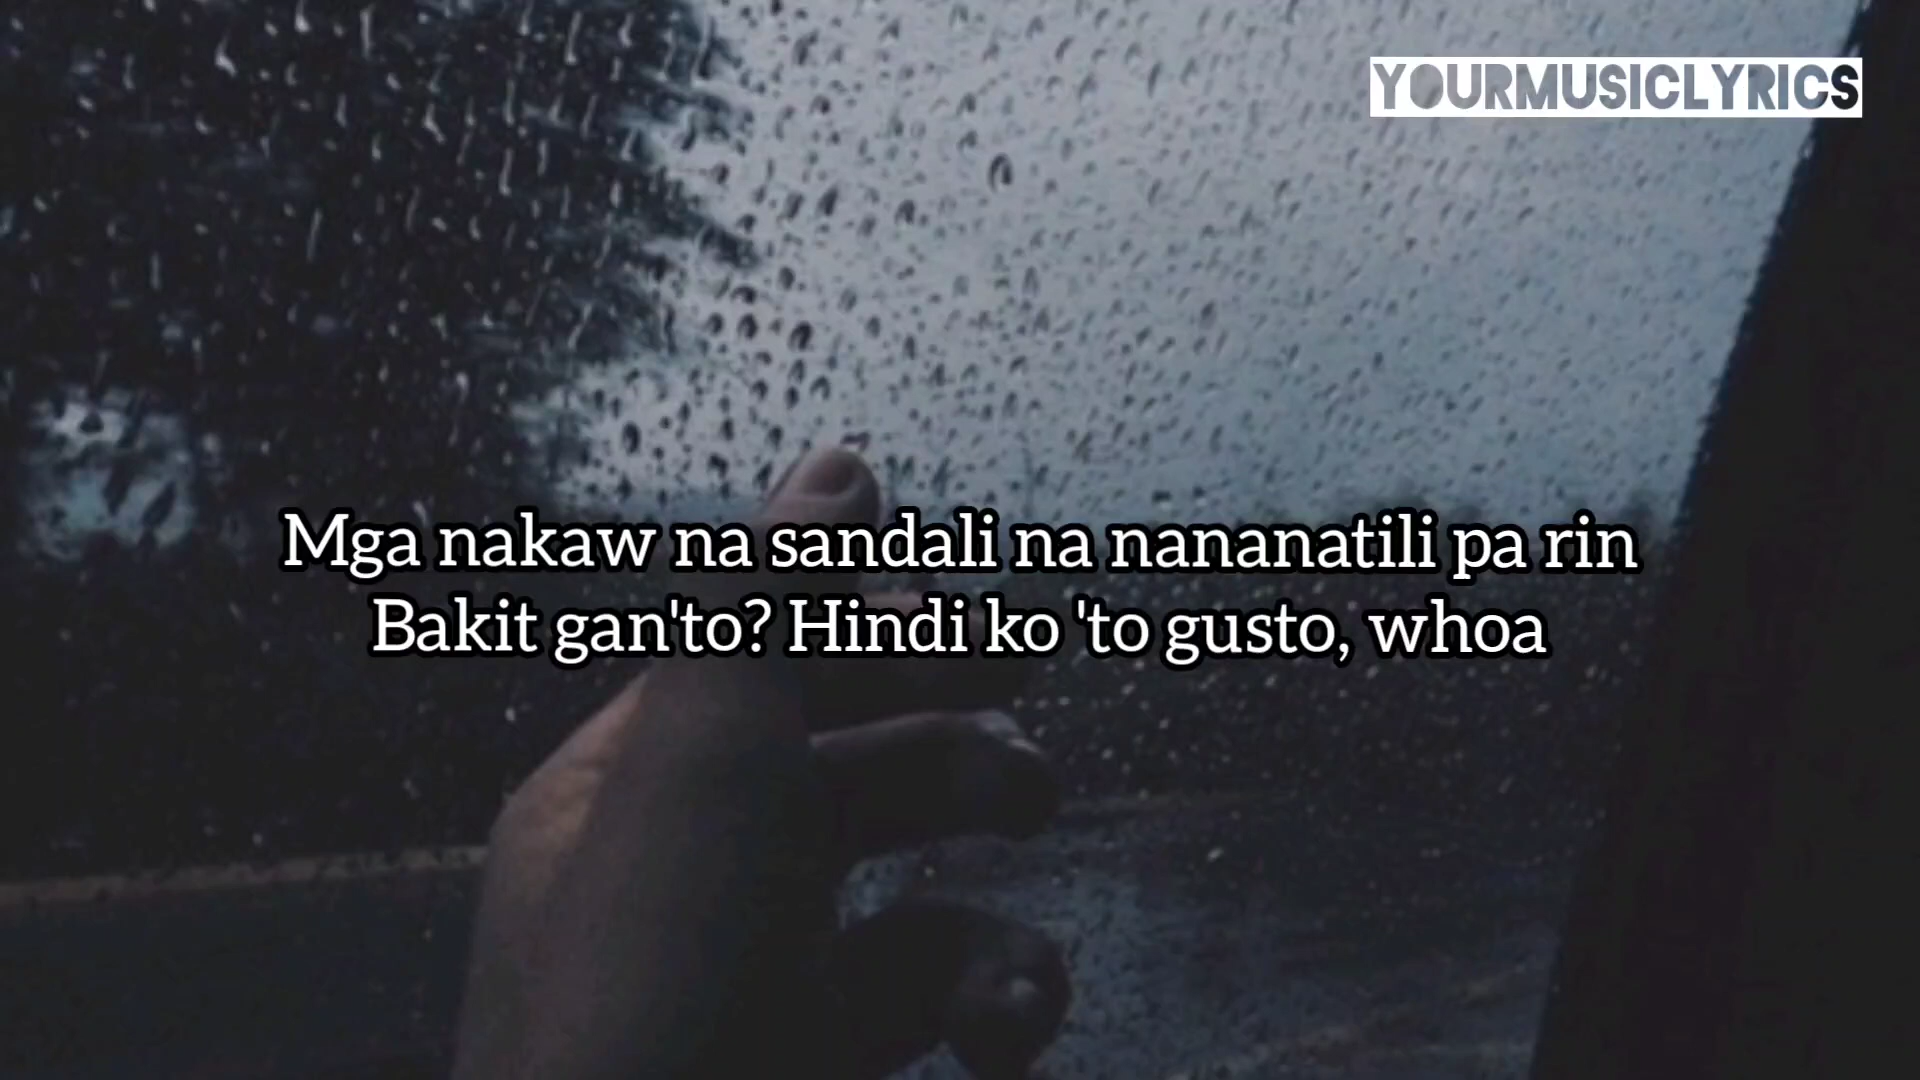 YOURMUSICLYRICS
Mga nakaw na sandali na nananatili pa rin
Bakit gan'to? Hindi ko 'to gusto, whoa